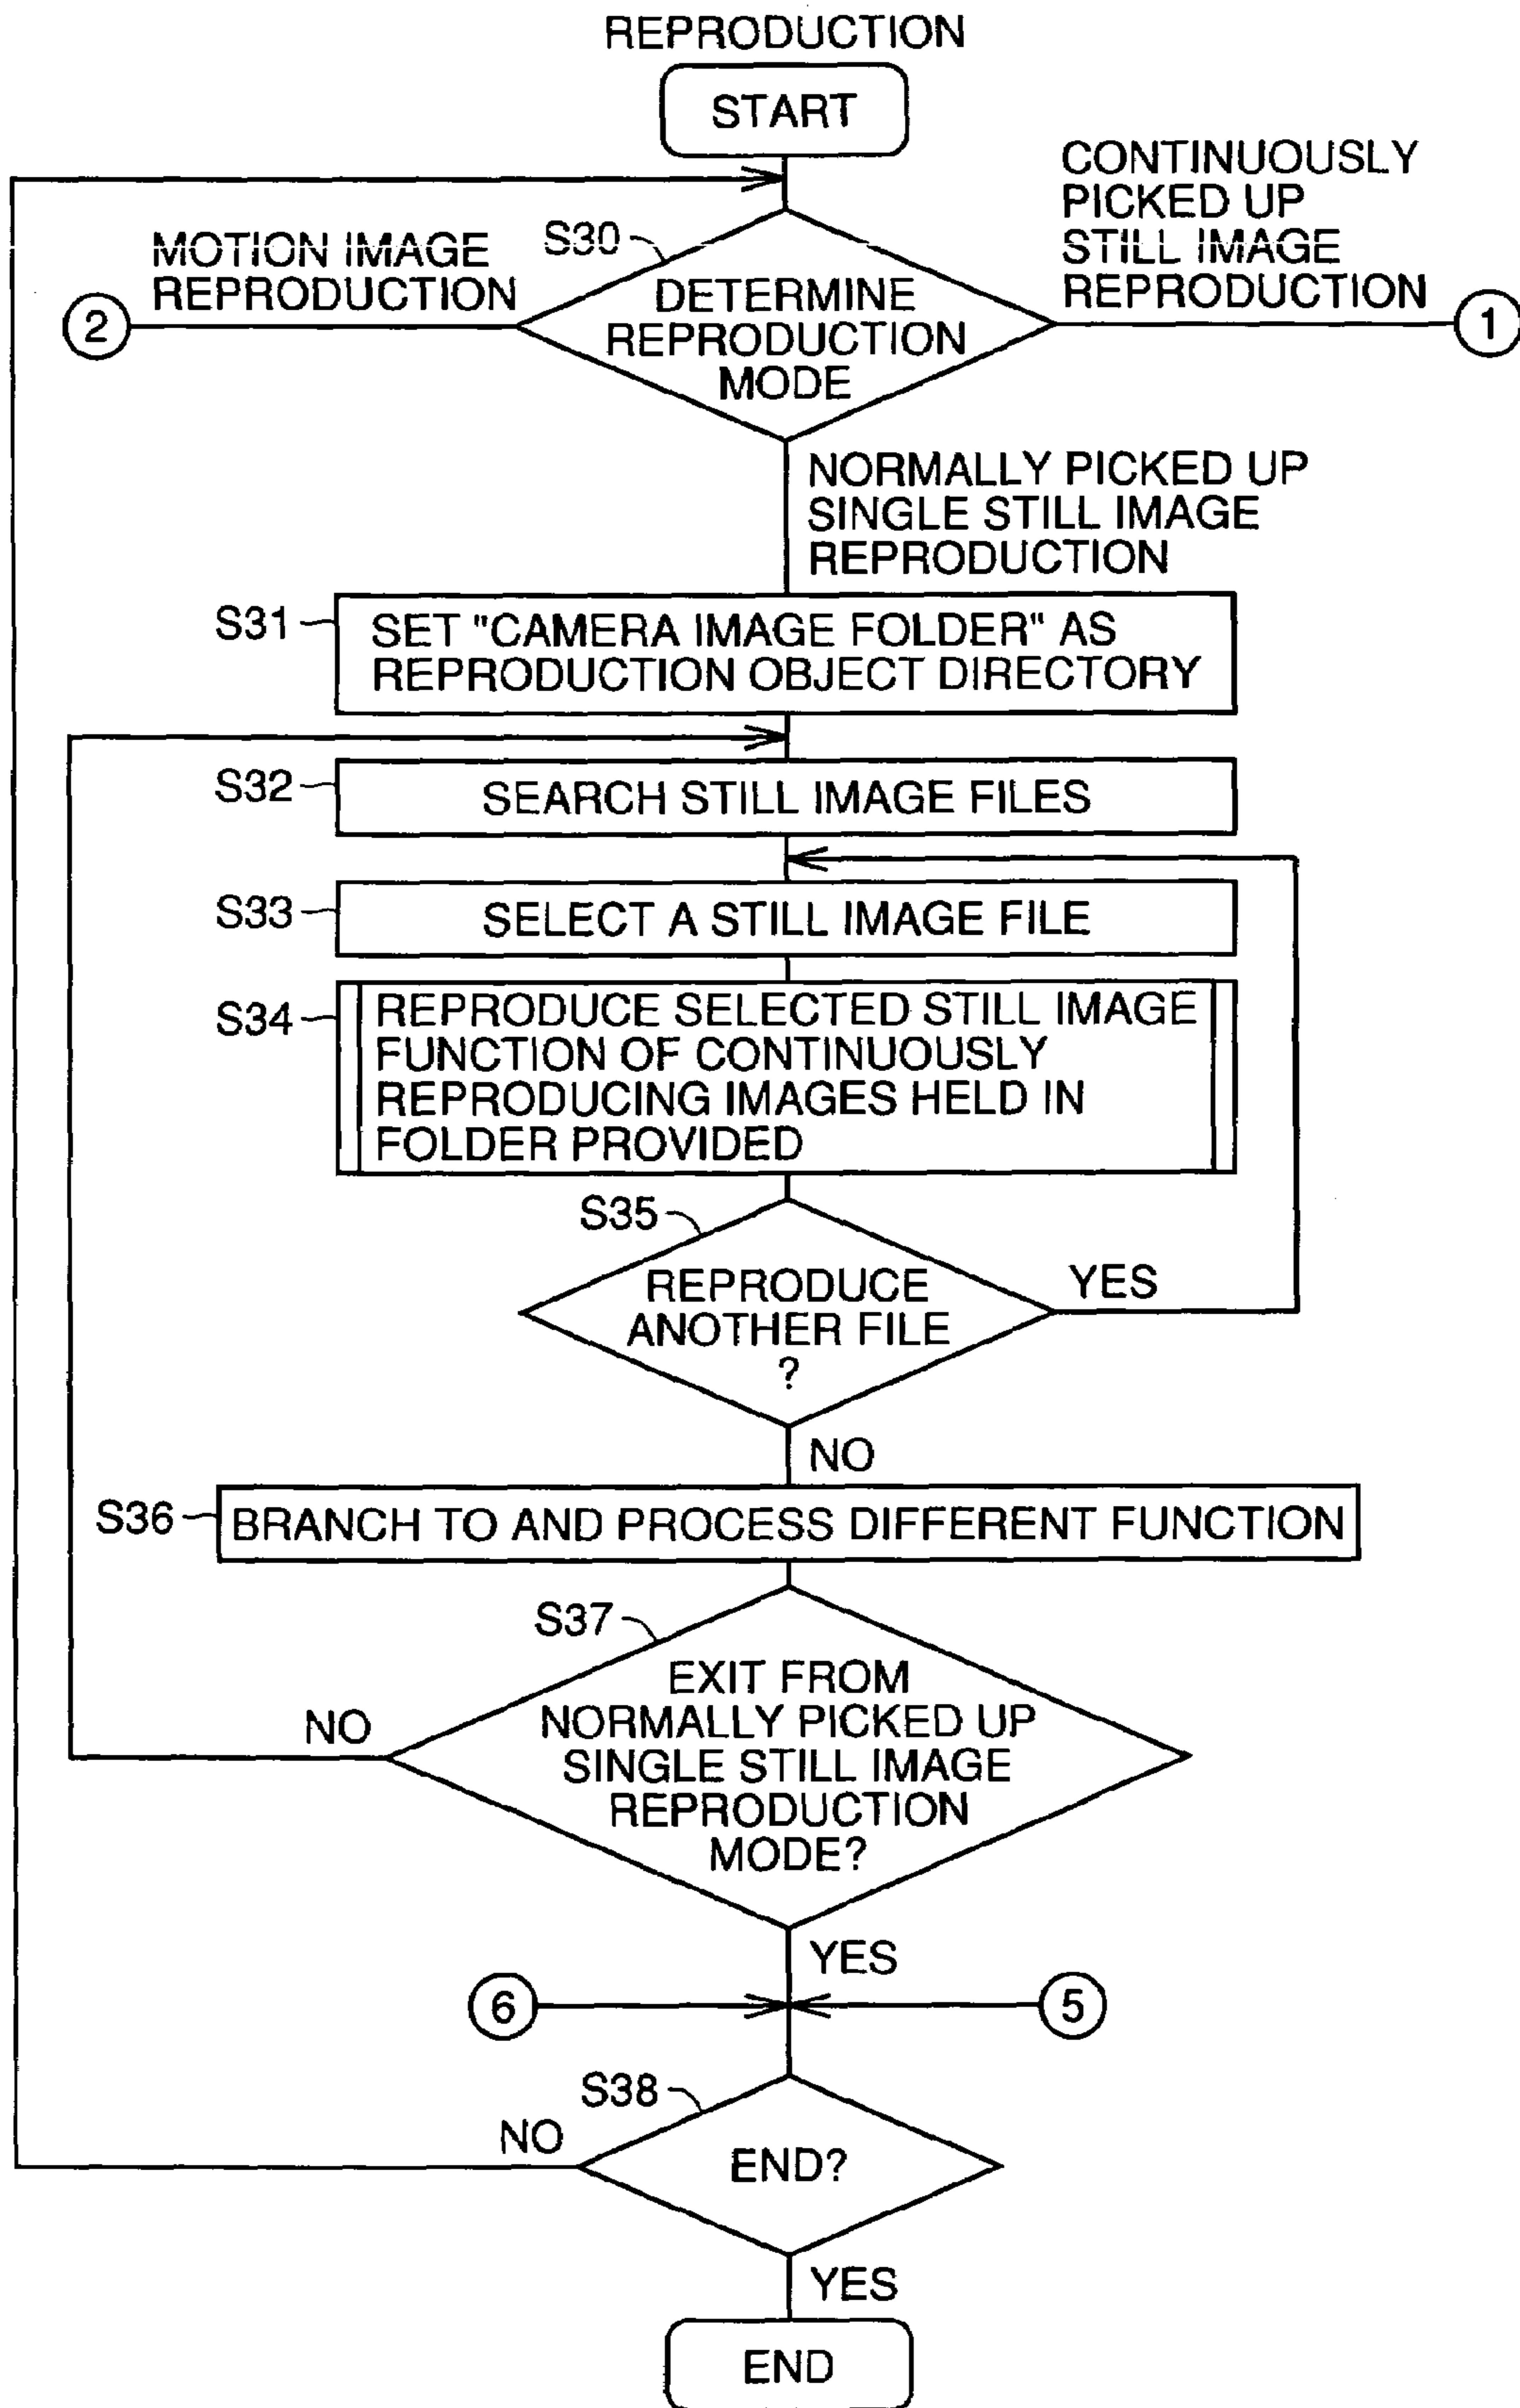 REPRODUCTION
START
CONTINUOUSLY
PICKED UP
STILL IMAGE
REPRODUCTION
1
MOTION IMAGE
REPRODUCTION
2
S30
DETERMINE
REPRODUCTION
MODE
NORMALLY PICKED UP
SINGLE STILL IMAGE
REPRODUCTION
S31
SET "CAMERA IMAGE FOLDER" AS
REPRODUCTION OBJECT DIRECTORY
S32
SEARCH STILL IMAGE FILES
S33
SELECT A STILL IMAGE FILE
S34
REPRODUCE SELECTED STILL IMAGE
FUNCTION OF CONTINUOUSLY
REPRODUCING IMAGES HELD IN
FOLDER PROVIDED
S35
REPRODUCE
ANOTHER FILE
?
YES
NO
S36
BRANCH TO AND PROCESS DIFFERENT FUNCTION
S37
EXIT FROM
NORMALLY PICKED UP
SINGLE STILL IMAGE
REPRODUCTION
MODE?
NO
YES
6
5
S38
END?
NO
YES
END